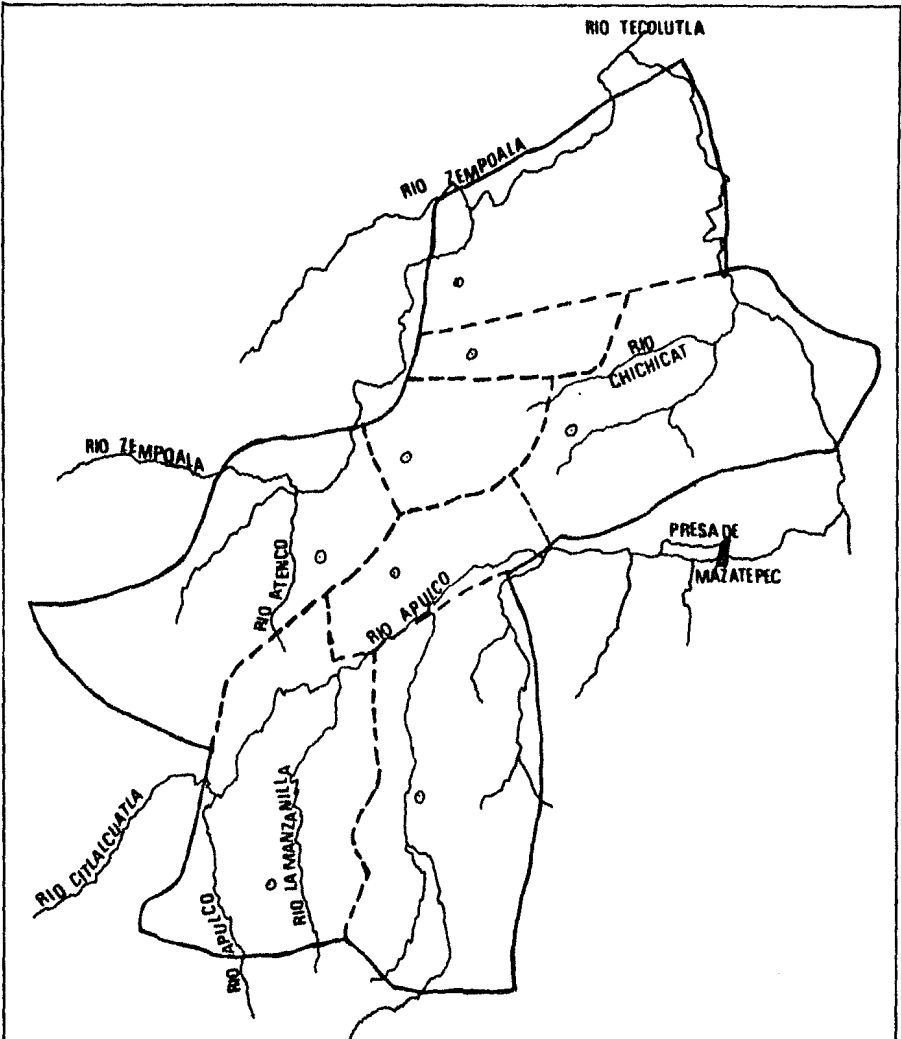 RIO TECOLUTLA
RIO ZEMPOALA
RIO
CHICHICAT
RIO ZEMPOALA
PRESA DE
MAZATEPEC
RIO ATENCO
RIO APULCO
RIO CITLALCUATLA
RIO LA MANZANILLA
RIO APULCO
RIO